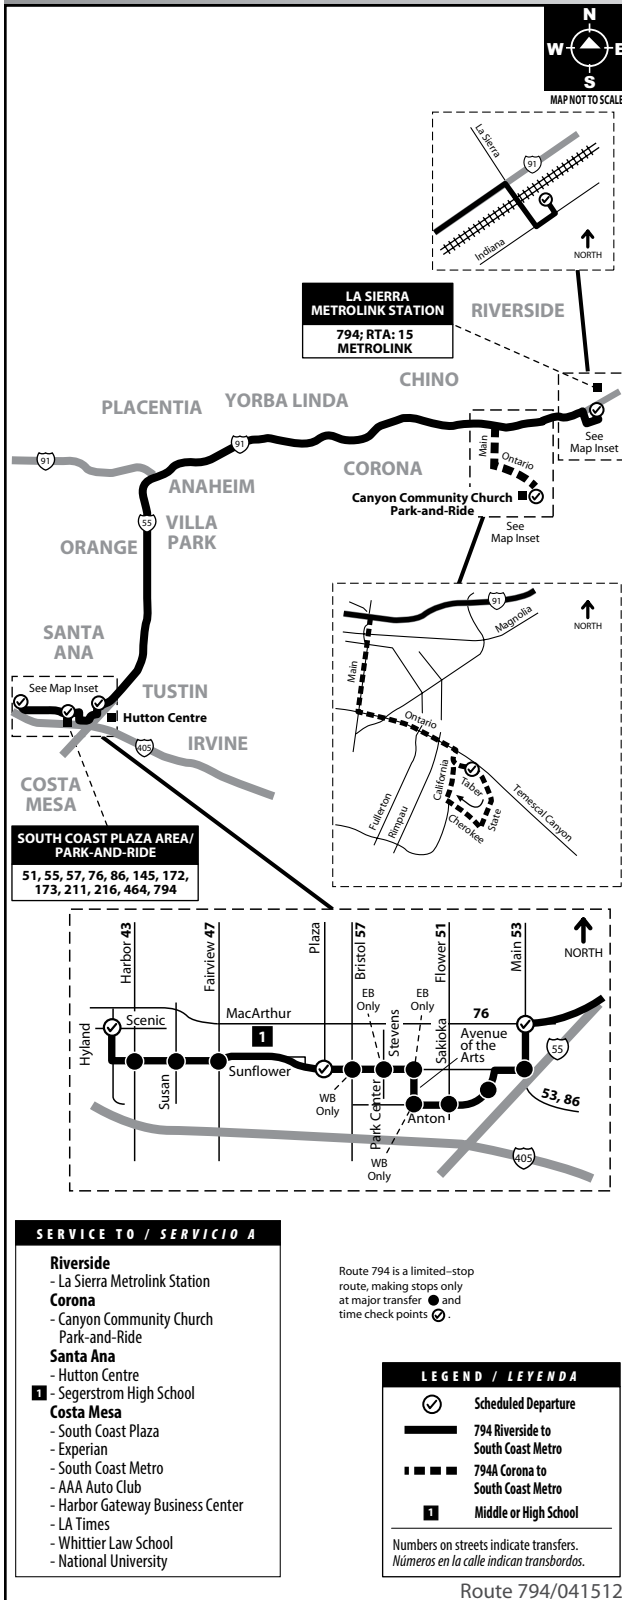 N
W E
S
MAP NOT TO SCALE
La Sierra
91
Indiana
NORTH
LA SIERRA
METROLINK STATION
794; RTA: 15
METROLINK
RIVERSIDE
CHINO
YORBA LINDA
PLACENTIA
91
91
ANAHEIM
CORONA
Main
Ontario
See
Map Inset
Canyon Community Church
Park-and-Ride
See
Map Inset
55
VILLA
PARK
ORANGE
SANTA
ANA
See Map Inset
TUSTIN
Hutton Centre
405
IRVINE
COSTA
MESA
91
Magnolia
NORTH
Main
Ontario
California
Taber
State
Cherokee
Fullerton
Rimpau
Temescal Canyon
SOUTH COAST PLAZA AREA/
PARK-AND-RIDE
51, 55, 57, 76, 86, 145, 172,
173, 211, 216, 464, 794
Harbor 43
Fairview 47
Plaza
Bristol 57
Flower 51
Main 53
NORTH
EB
Only
EB
Only
Hyland
Scenic
MacArthur
1
Stevens
Sakioka
76
Avenue
of the
Arts
55
Susan
Sunflower
WB
Only
Park Center
Anton
53, 86
WB
Only
405
SERVICE TO / SERVICIO A
Riverside
- La Sierra Metrolink Station
Corona
- Canyon Community Church
Park-and-Ride
Santa Ana
- Hutton Centre
1 - Segerstrom High School
Costa Mesa
- South Coast Plaza
- Experian
- South Coast Metro
- AAA Auto Club
- Harbor Gateway Business Center
- LA Times
- Whittier Law School
- National University
Route 794 is a limited–stop
route, making stops only
at major transfer and
time check points .
LEGEND / LEYENDA
Scheduled Departure
794 Riverside to
South Coast Metro
794A Corona to
South Coast Metro
1 Middle or High School
Numbers on streets indicate transfers.
Números en la calle indican transbordos.
Route 794/041512